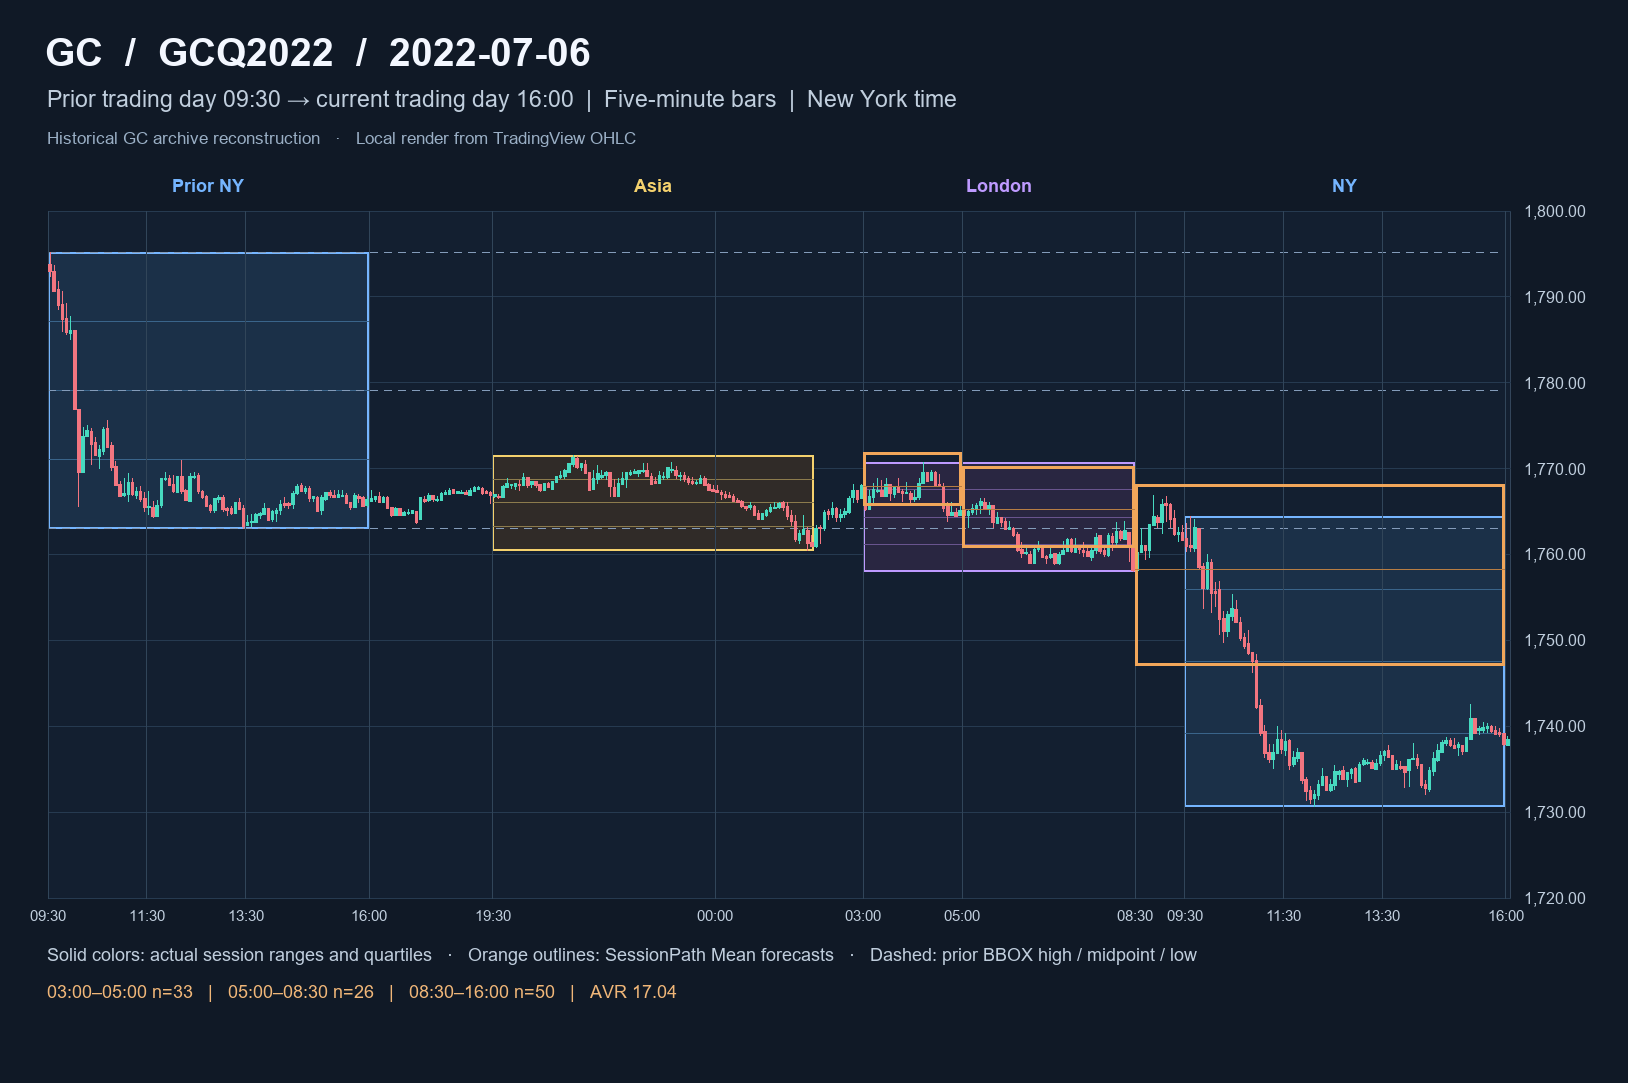 GC / GCQ2022 / 2022-07-06
Prior trading day 09:30 → current trading day 16:00 | Five-minute bars | New York time
Historical GC archive reconstruction · Local render from TradingView OHLC
Prior NY Asia London NY
1,800.00
1,790.00
1,780.00
1,770.00
1,760.00
1,750.00
1,740.00
1,730.00
1,720.00
09:30 11:30 13:30 16:00 19:30 00:00 03:00 05:00 08:30 09:30 11:30 13:30 16:00
Solid colors: actual session ranges and quartiles · Orange outlines: SessionPath Mean forecasts · Dashed: prior BBOX high / midpoint / low
03:00–05:00 n=33 | 05:00–08:30 n=26 | 08:30–16:00 n=50 | AVR 17.04